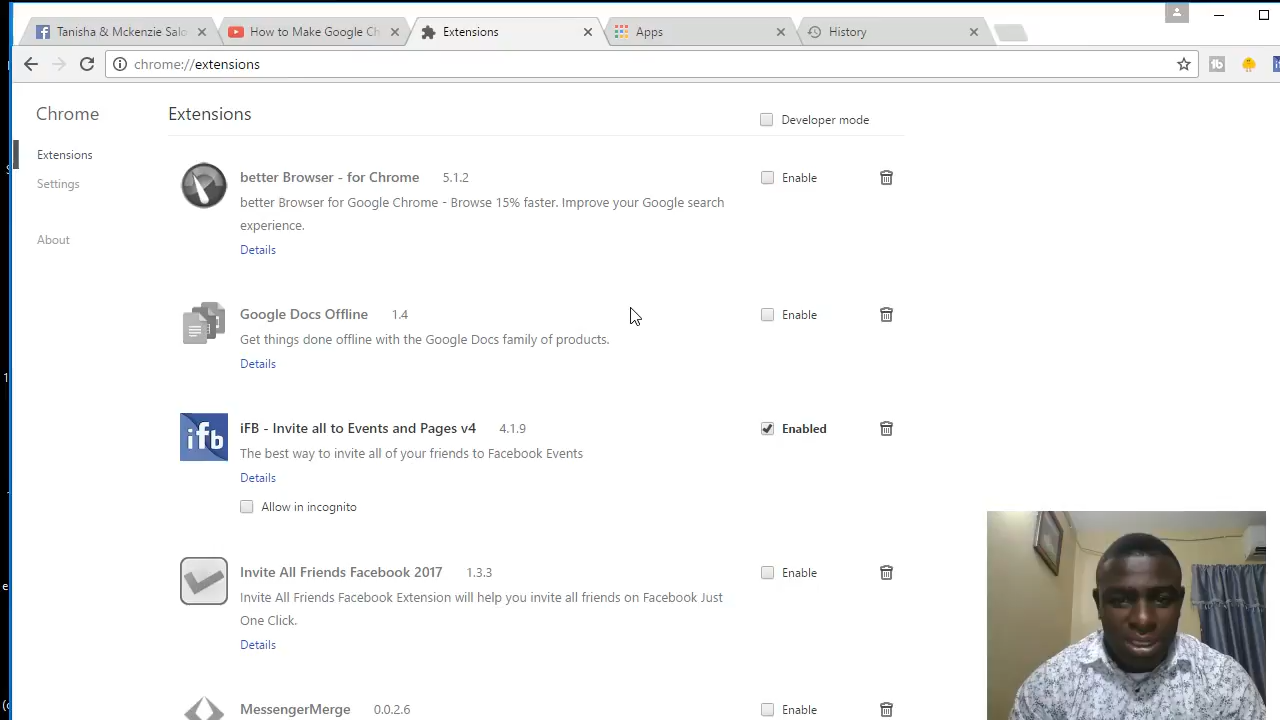 Tanisha & Mckenzie Salo
How to Make Google Ch
Extensions
Apps
History
chrome://extensions
Chrome
Extensions
Settings
About
Extensions
Developer mode
better Browser - for Chrome 5.1.2
Enable
better Browser for Google Chrome - Browse 15% faster. Improve your Google search
experience.
Details
Google Docs Offline 1.4
Enable
Get things done offline with the Google Docs family of products.
Details
ifb
iFB - Invite all to Events and Pages v4 4.1.9
Enabled
The best way to invite all of your friends to Facebook Events
Details
Allow in incognito
Invite All Friends Facebook 2017 1.3.3
Enable
Invite All Friends Facebook Extension will help you invite all friends on Facebook Just
One Click.
Details
MessengerMerge 0.0.2.6
Enable